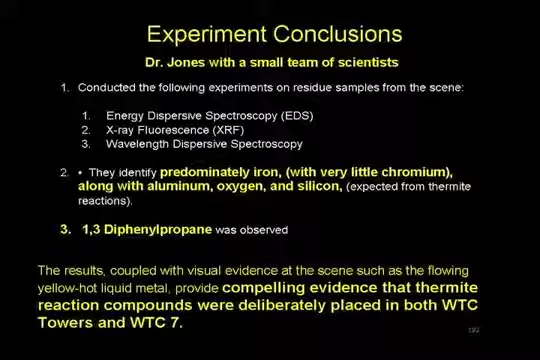 Experiment Conclusions
Dr. Jones with a small team of scientists
1. Conducted the following experiments on residue samples from the scene:
1. Energy Dispersive Spectroscopy (EDS)
2. X-ray Fluorescence (XRF)
3. Wavelength Dispersive Spectroscopy
2. • They identify predominately iron, (with very little chromium),
along with aluminum, oxygen, and silicon, (expected from thermite
reactions).
3. 1,3 Diphenylpropane was observed
The results, coupled with visual evidence at the scene such as the flowing
yellow-hot liquid metal, provide compelling evidence that thermite
reaction compounds were deliberately placed in both WTC
Towers and WTC 7.